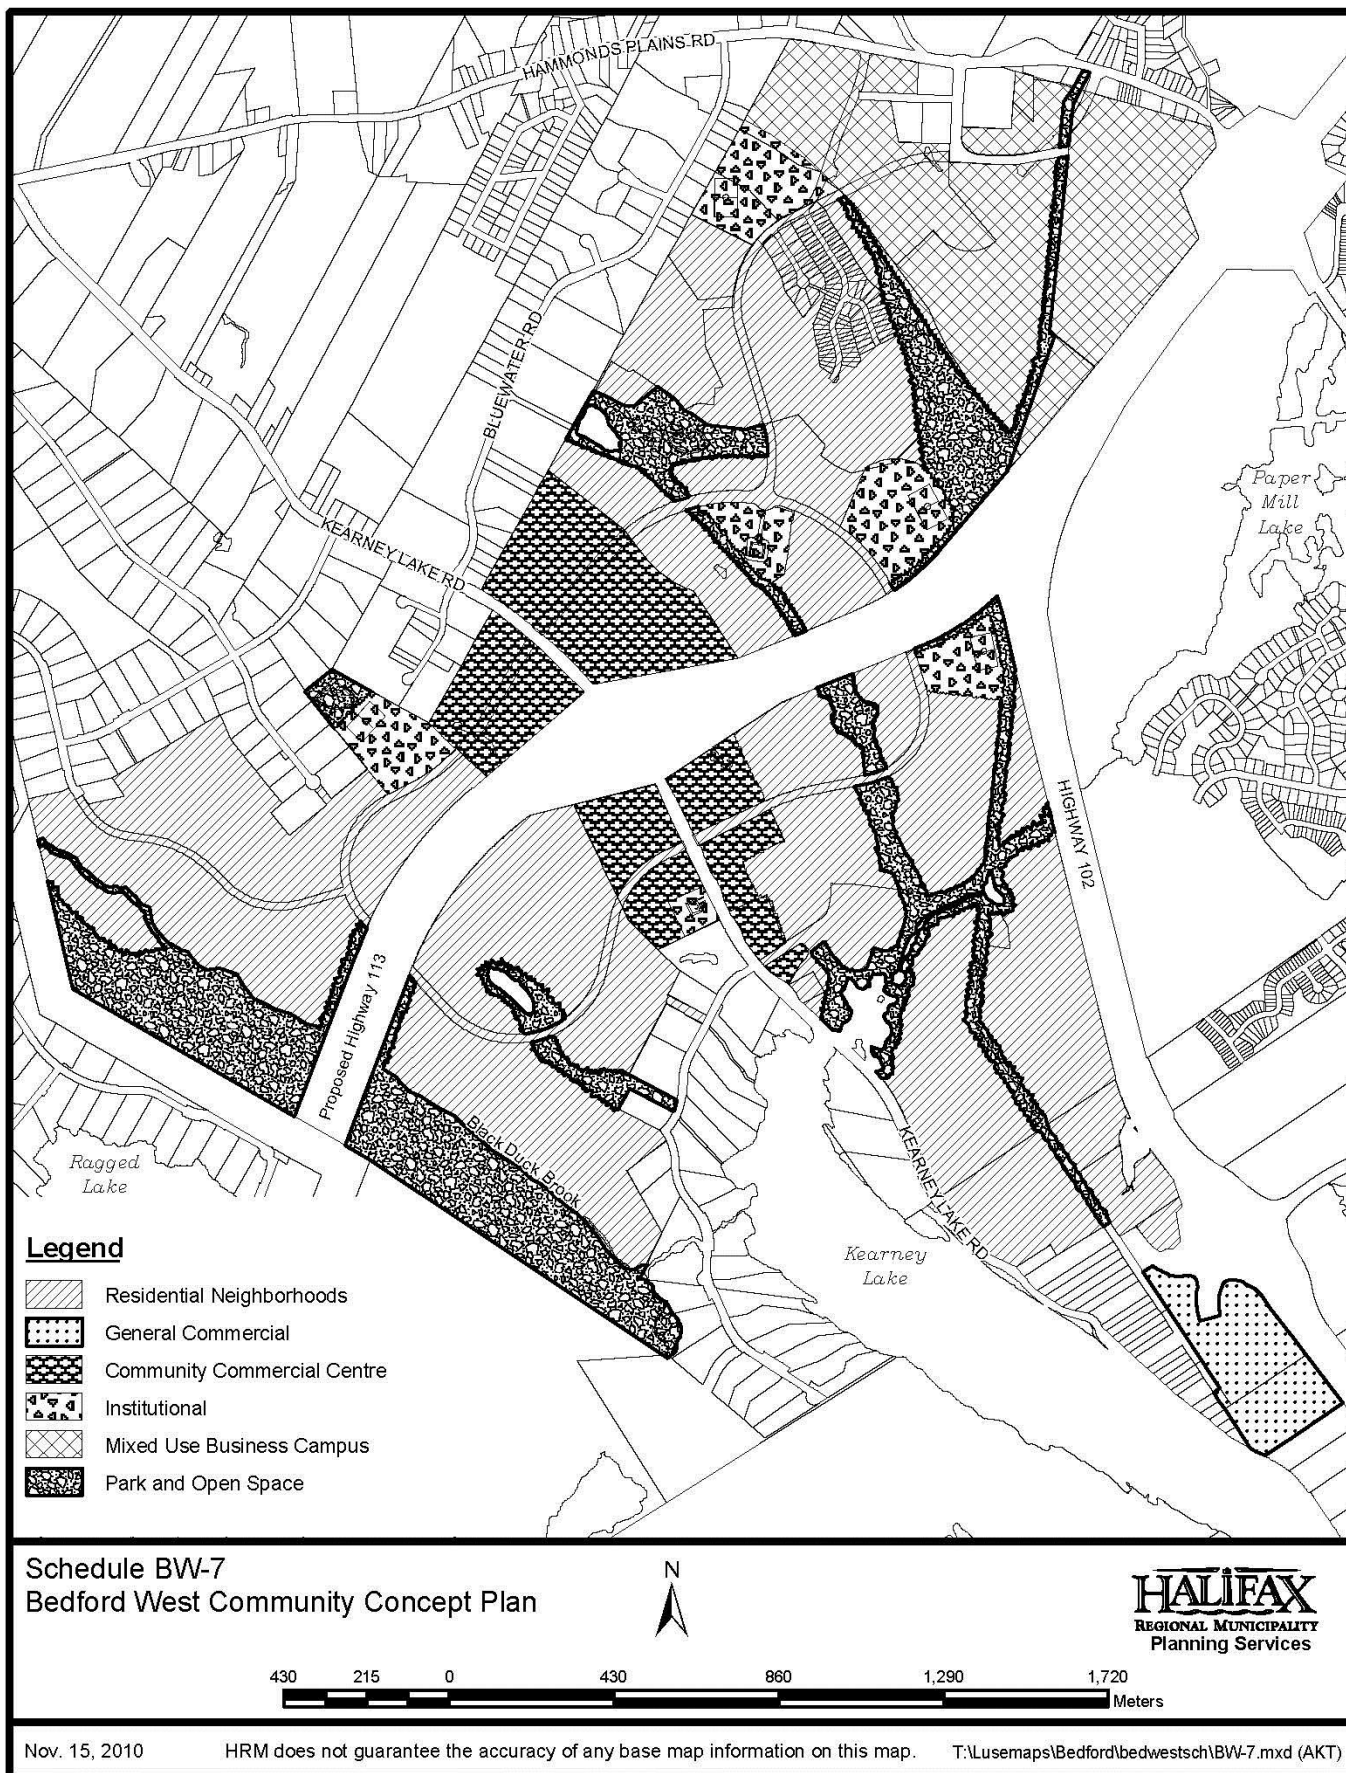 HAMMONDS PLAINS RD
BLUEWATER RD
KEARNEY LAKE RD
Paper
Mill
Lake
HIGHWAY 102
Proposed Highway 113
Black Duck Brook
KEARNEY LAKE RD
Ragged
Lake
Kearney
Lake
Legend
Residential Neighborhoods
General Commercial
Community Commercial Centre
Institutional
Mixed Use Business Campus
Park and Open Space
Schedule BW-7
Bedford West Community Concept Plan
N
HALIFAX
REGIONAL MUNICIPALITY
Planning Services
430 215 0 430 860 1,290 1,720
Meters
Nov. 15, 2010 HRM does not guarantee the accuracy of any base map information on this map. T:\Lusemaps\Bedford\bedwestsch\BW-7.mxd (AKT)